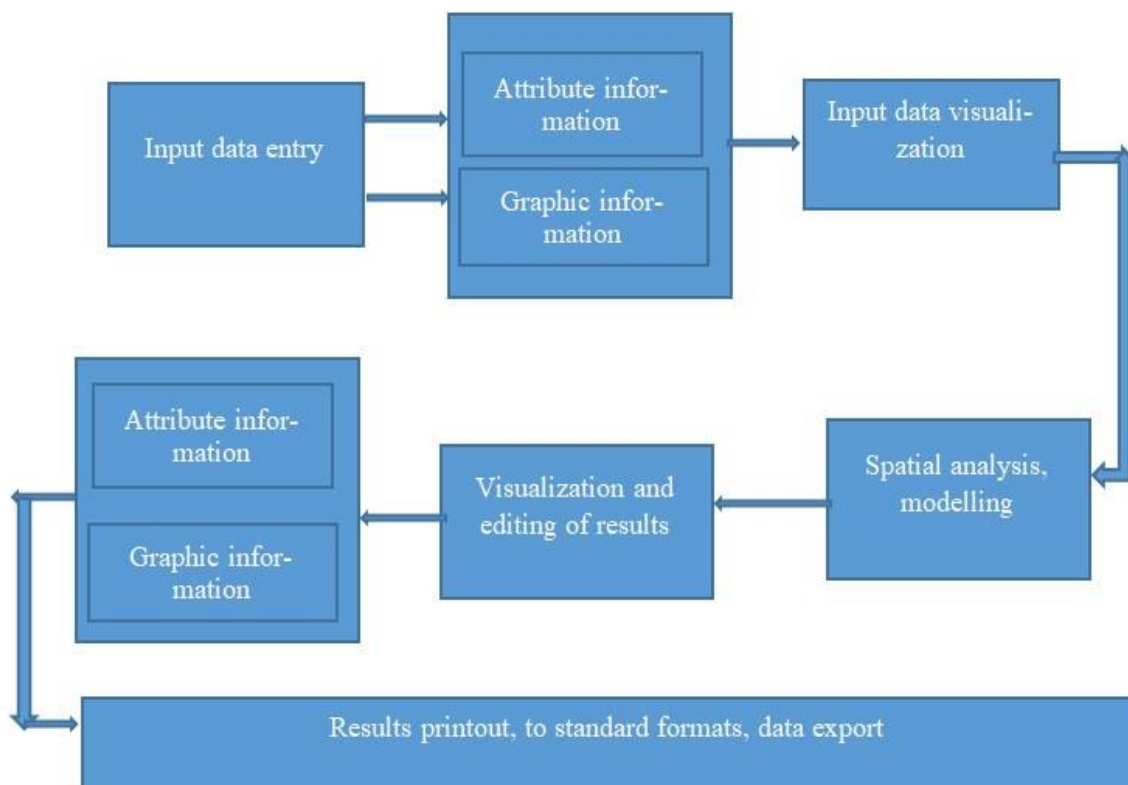 Input data entry
Attribute infor-
mation
Graphic infor-
mation
Input data visuali-
zation
Attribute infor-
mation
Graphic infor-
mation
Visualization and
editing of results
Spatial analysis,
modelling
Results printout, to standard formats, data export